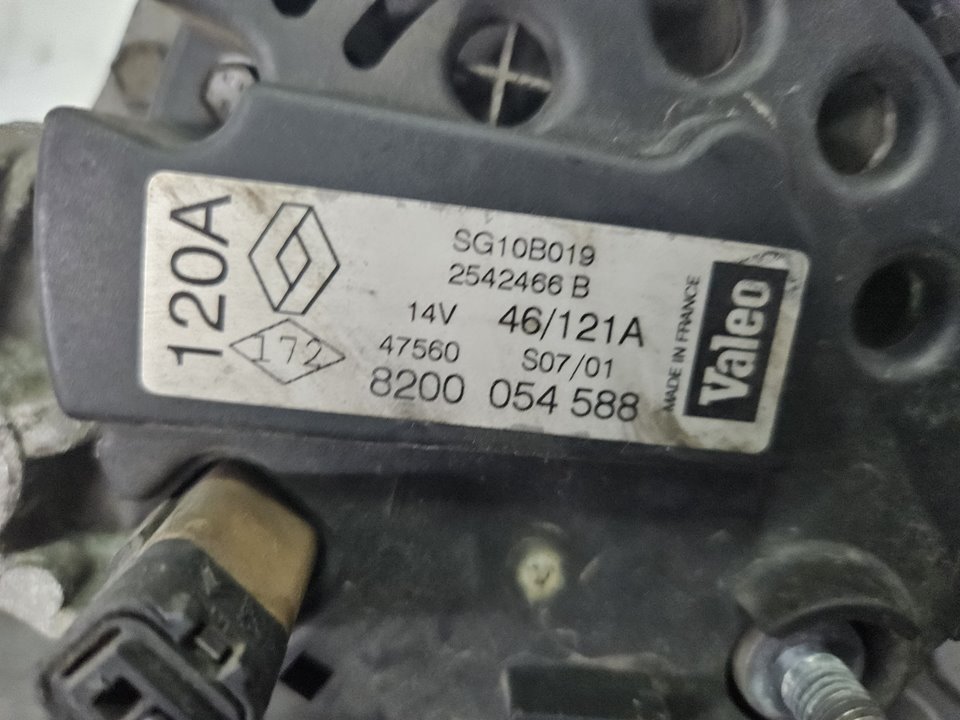 120A
172
SG10B019
2542466 B
14V 46/121A
47560 S07/01
8200 054 588
MADE IN FRANCE
Valeo